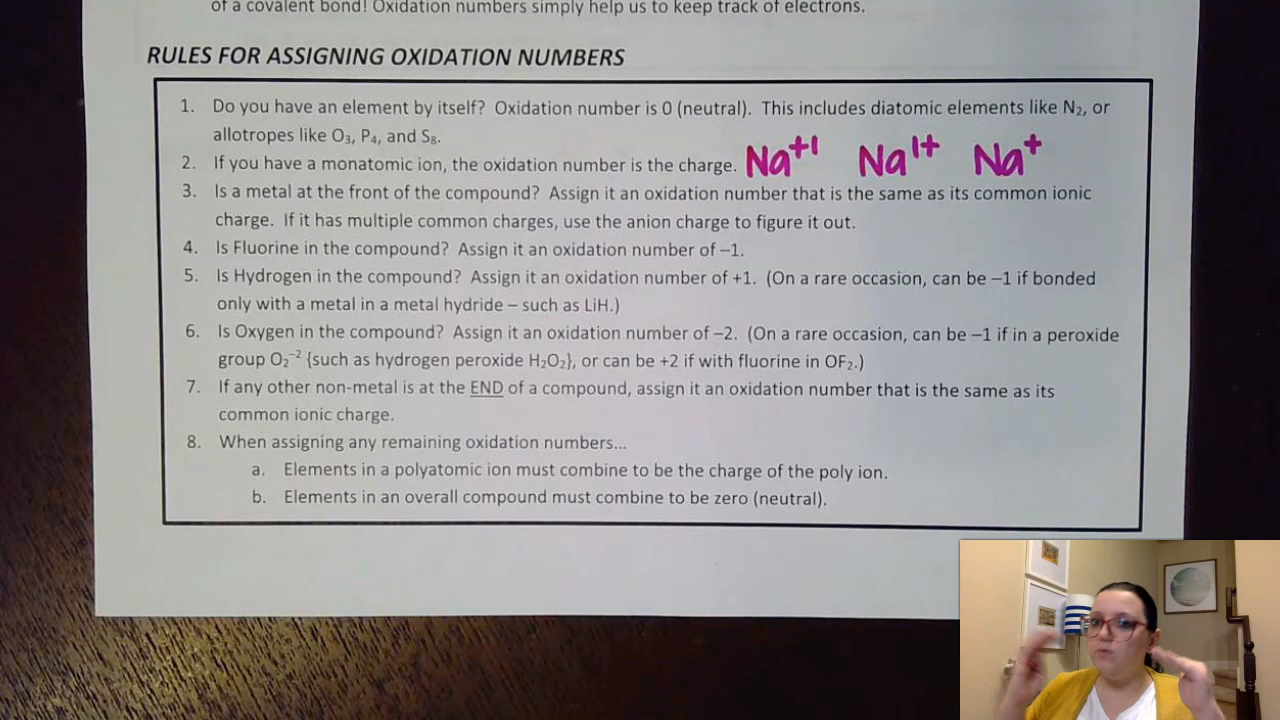 of a covalent bond! Oxidation numbers simply help us to keep track of electrons.
RULES FOR ASSIGNING OXIDATION NUMBERS
1. Do you have an element by itself? Oxidation number is 0 (neutral). This includes diatomic elements like N₂, or
allotropes like O₃, P₄, and S₈.
2. If you have a monatomic ion, the oxidation number is the charge. Na⁺¹ Na¹⁺ Na⁺
3. Is a metal at the front of the compound? Assign it an oxidation number that is the same as its common ionic
charge. If it has multiple common charges, use the anion charge to figure it out.
4. Is Fluorine in the compound? Assign it an oxidation number of –1.
5. Is Hydrogen in the compound? Assign it an oxidation number of +1. (On a rare occasion, can be –1 if bonded
only with a metal in a metal hydride – such as LiH.)
6. Is Oxygen in the compound? Assign it an oxidation number of –2. (On a rare occasion, can be –1 if in a peroxide
group O₂⁻² {such as hydrogen peroxide H₂O₂}, or can be +2 if with fluorine in OF₂.)
7. If any other non-metal is at the END of a compound, assign it an oxidation number that is the same as its
common ionic charge.
8. When assigning any remaining oxidation numbers...
a. Elements in a polyatomic ion must combine to be the charge of the poly ion.
b. Elements in an overall compound must combine to be zero (neutral).